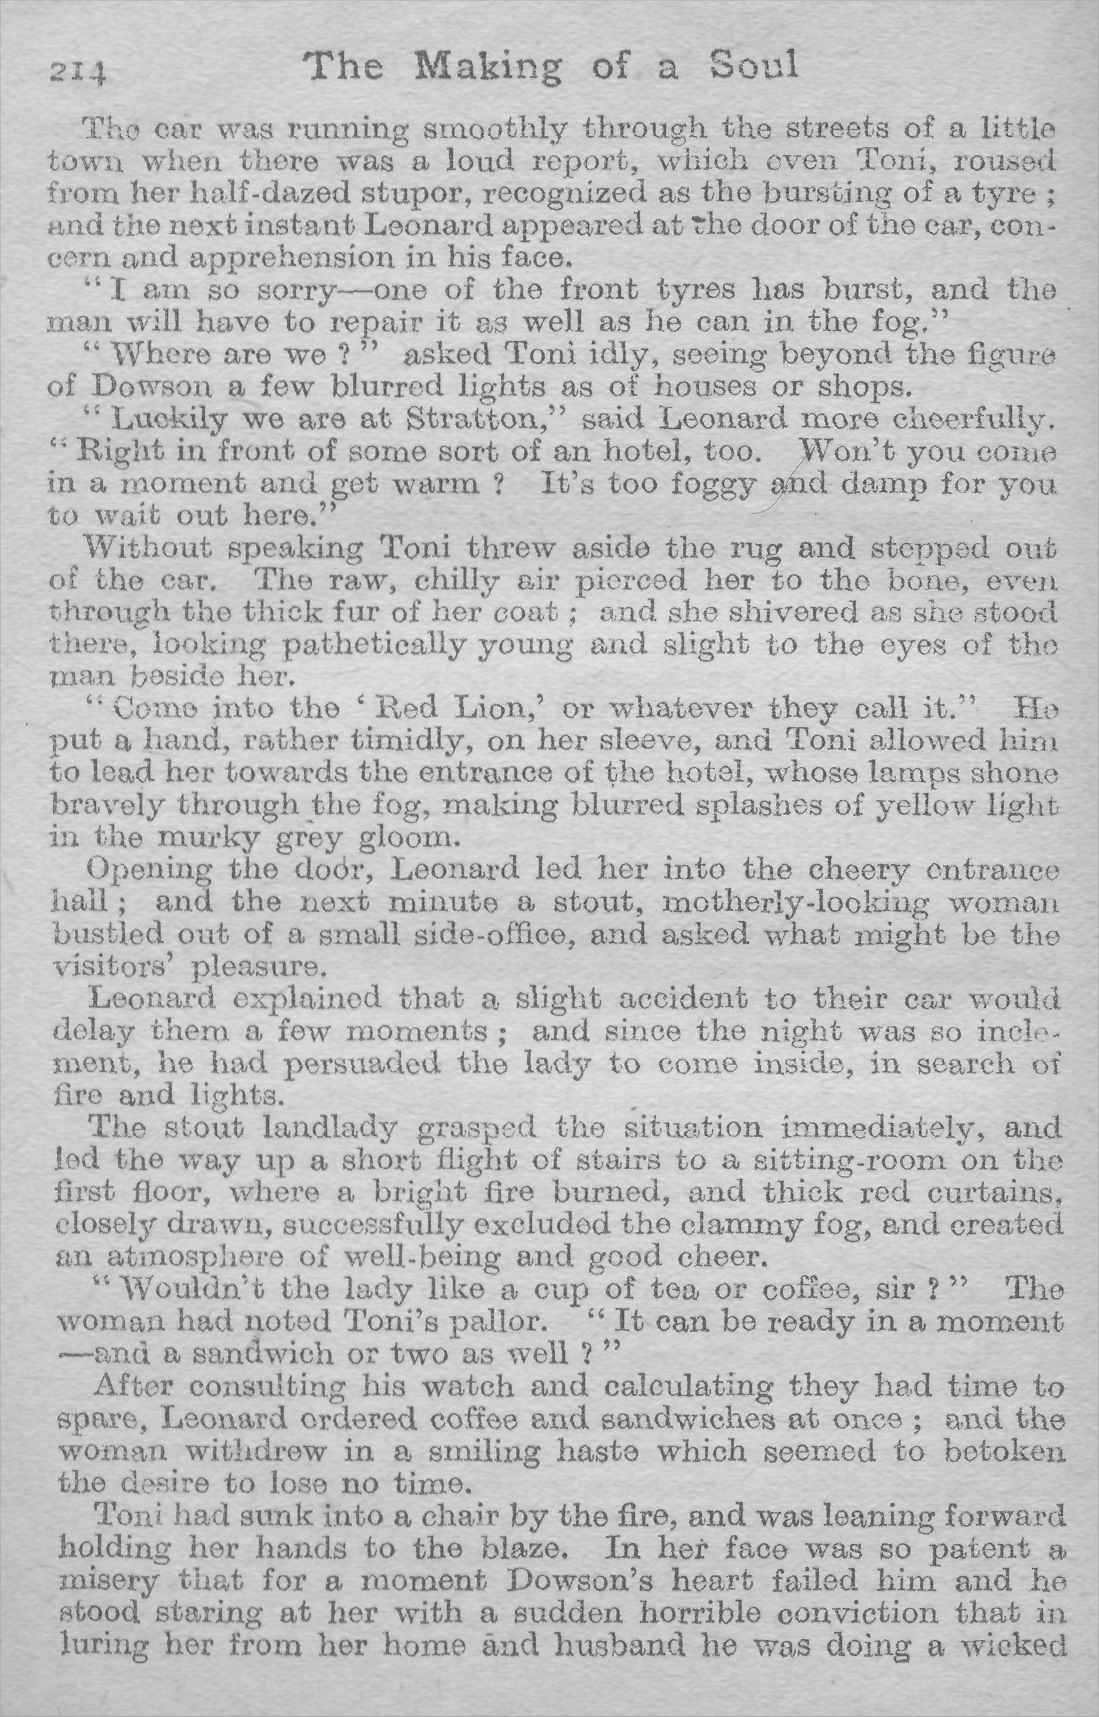 214 The Making of a Soul
The car was running smoothly through the streets of a little
town when there was a loud report, which even Toni, roused
from her half-dazed stupor, recognized as the bursting of a tyre ;
and the next instant Leonard appeared at the door of the car, con-
cern and apprehension in his face.
“ I am so sorry—one of the front tyres has burst, and the
man will have to repair it as well as he can in the fog.”
“ Where are we ? ” asked Toni idly, seeing beyond the figure
of Dowson a few blurred lights as of houses or shops.
“ Luckily we are at Stratton,” said Leonard more cheerfully.
“ Right in front of some sort of an hotel, too. Won’t you come
in a moment and get warm ? It’s too foggy and damp for you
to wait out here.”
Without speaking Toni threw aside the rug and stepped out
of the car. The raw, chilly air pierced her to the bone, even
through the thick fur of her coat ; and she shivered as she stood
there, looking pathetically young and slight to the eyes of the
man beside her.
“ Come into the ‘ Red Lion,’ or whatever they call it.” He
put a hand, rather timidly, on her sleeve, and Toni allowed him
to lead her towards the entrance of the hotel, whose lamps shone
bravely through the fog, making blurred splashes of yellow light
in the murky grey gloom.
Opening the door, Leonard led her into the cheery entrance
hall ; and the next minute a stout, motherly-looking woman
bustled out of a small side-office, and asked what might be the
visitors’ pleasure.
Leonard explained that a slight accident to their car would
delay them a few moments ; and since the night was so incle-
ment, he had persuaded the lady to come inside, in search of
fire and lights.
The stout landlady grasped the situation immediately, and
led the way up a short flight of stairs to a sitting-room on the
first floor, where a bright fire burned, and thick red curtains,
closely drawn, successfully excluded the clammy fog, and created
an atmosphere of well-being and good cheer.
“ Wouldn’t the lady like a cup of tea or coffee, sir ? ” The
woman had noted Toni’s pallor. “ It can be ready in a moment
—and a sandwich or two as well ? ”
After consulting his watch and calculating they had time to
spare, Leonard ordered coffee and sandwiches at once ; and the
woman withdrew in a smiling haste which seemed to betoken
the desire to lose no time.
Toni had sunk into a chair by the fire, and was leaning forward
holding her hands to the blaze. In her face was so patent a
misery that for a moment Dowson’s heart failed him and he
stood staring at her with a sudden horrible conviction that in
luring her from her home and husband he was doing a wicked